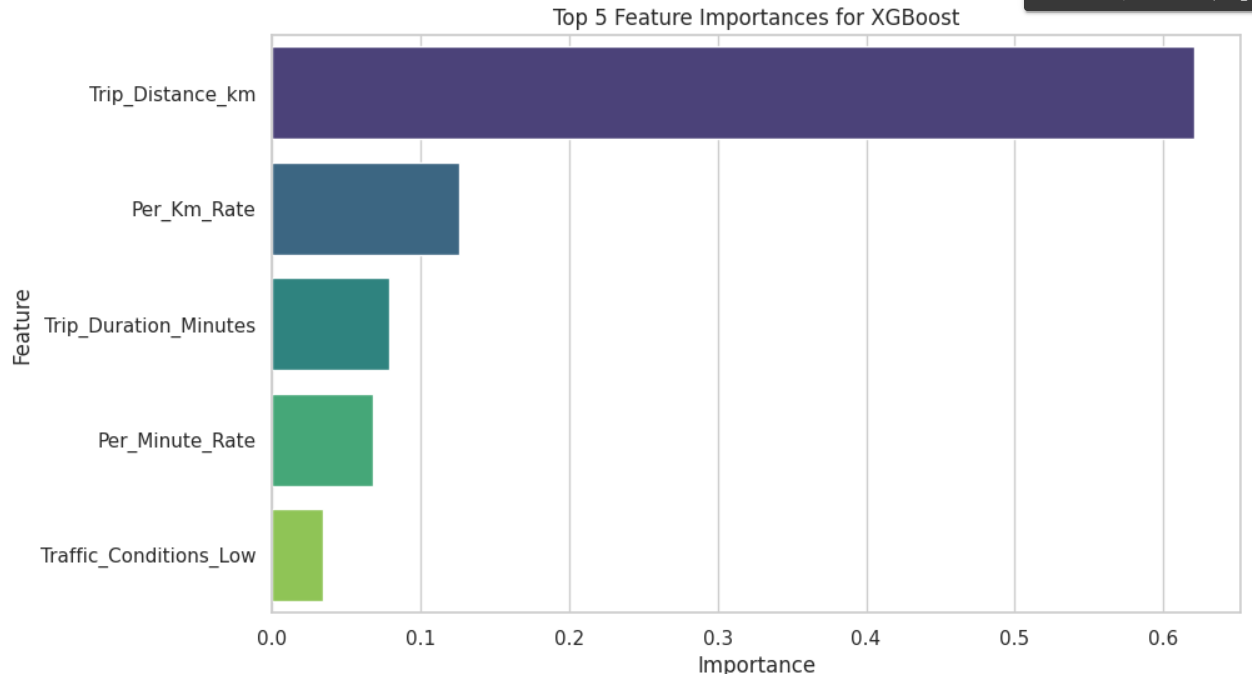 Top 5 Feature Importances for XGBoost
Trip_Distance_km
Per_Km_Rate
Trip_Duration_Minutes
Per_Minute_Rate
Traffic_Conditions_Low
Feature
0.0 0.1 0.2 0.3 0.4 0.5 0.6
Importance